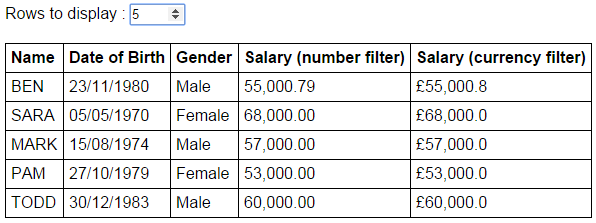 Rows to display : 5
Name Date of Birth Gender Salary (number filter) Salary (currency filter)
BEN 23/11/1980 Male 55,000.79 £55,000.8
SARA 05/05/1970 Female 68,000.00 £68,000.0
MARK 15/08/1974 Male 57,000.00 £57,000.0
PAM 27/10/1979 Female 53,000.00 £53,000.0
TODD 30/12/1983 Male 60,000.00 £60,000.0